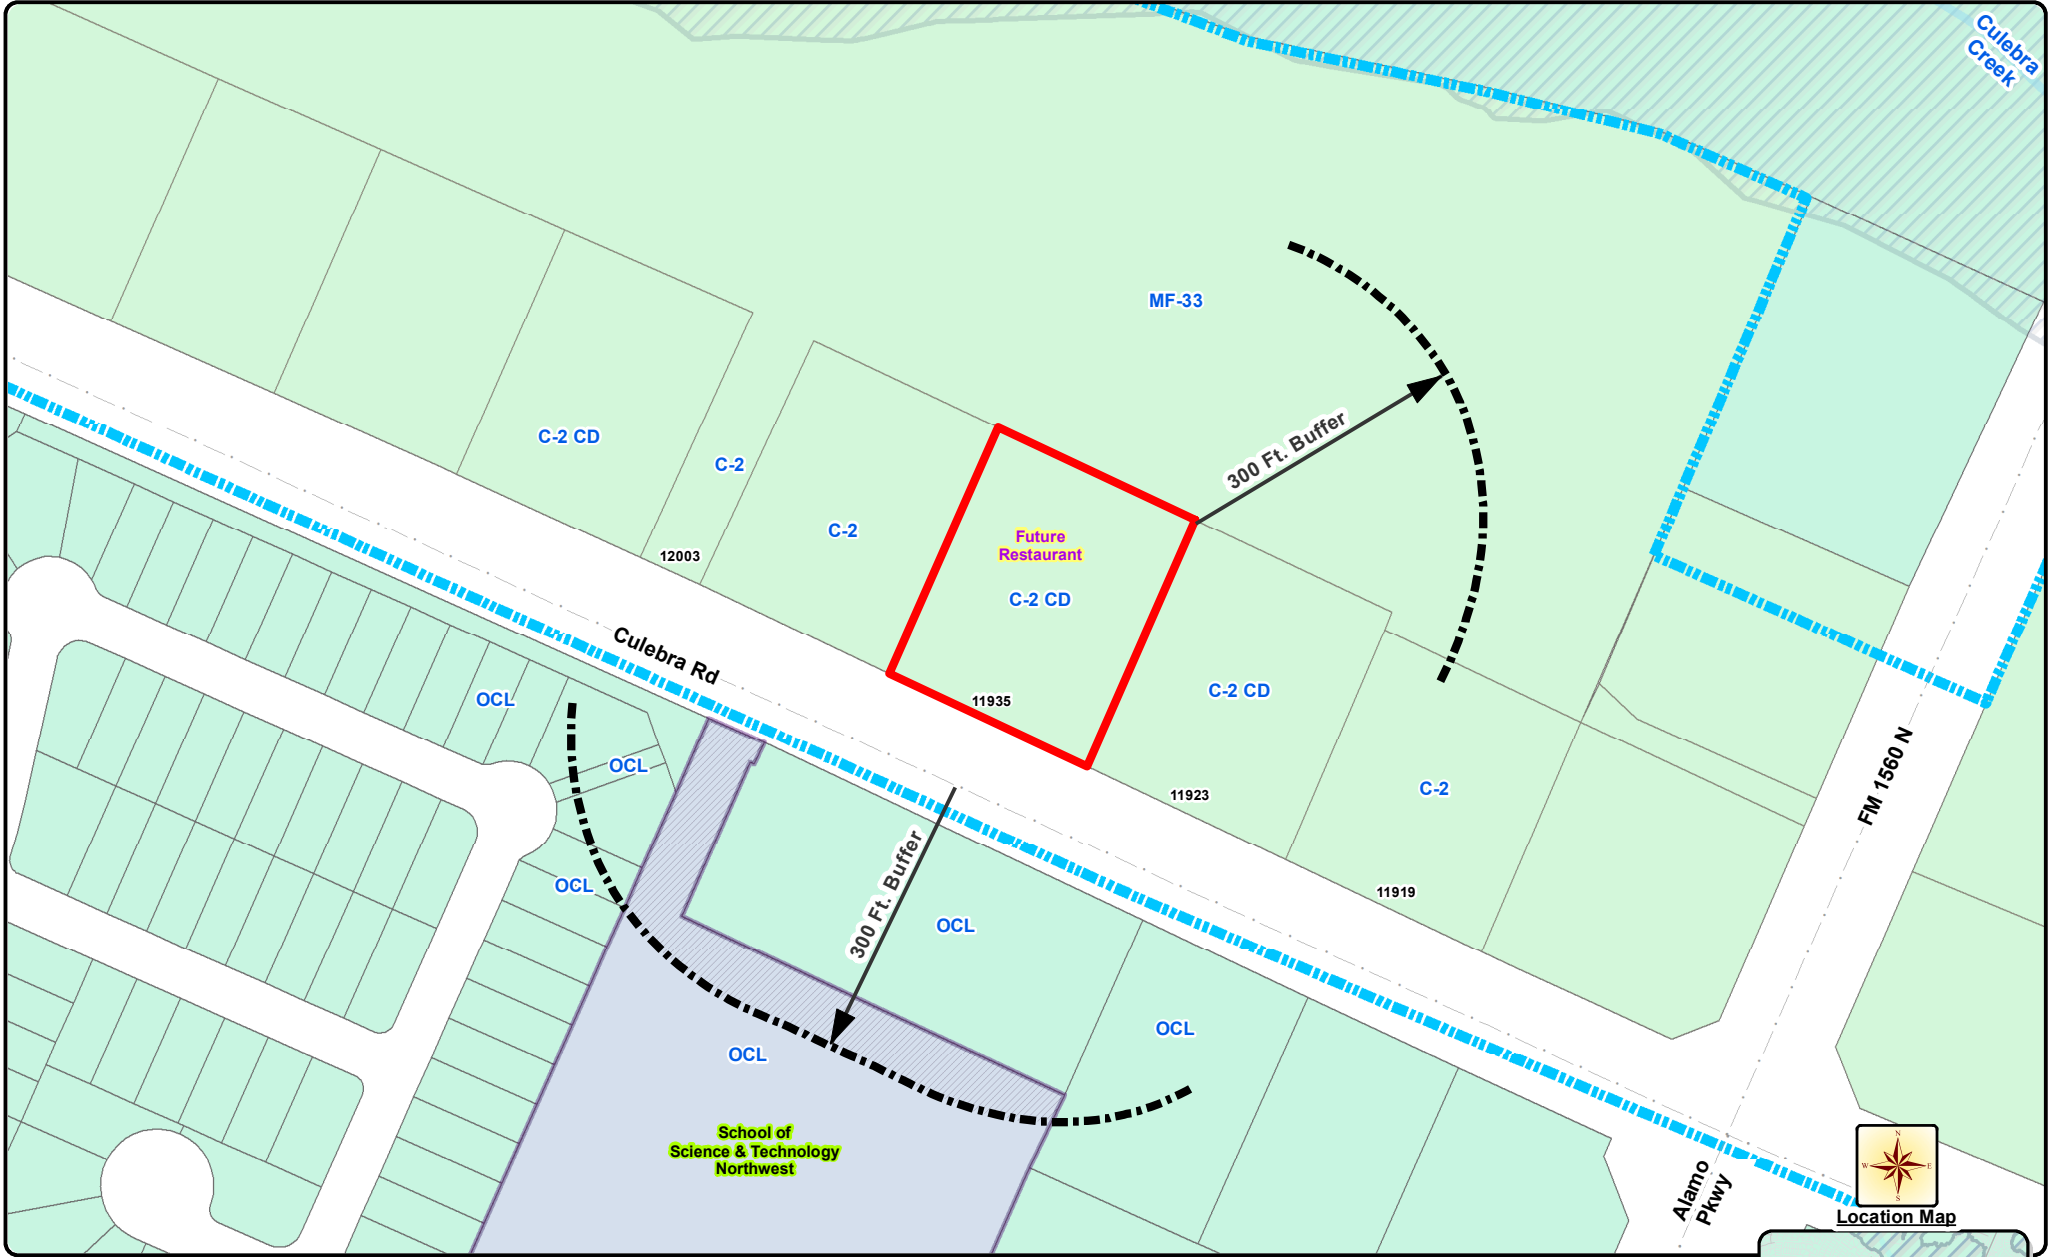 Culebra
Creek
MF-33
300 Ft. Buffer
C-2 CD
C-2
C-2
Future
Restaurant
C-2 CD
12003
Culebra Rd
OCL
11935
C-2 CD
OCL
11923
C-2
FM 1560 N
300 Ft. Buffer
OCL
11919
OCL
OCL
OCL
School of
Science & Technology
Northwest
Alamo
Pkwy
N
W
E
S
Location Map